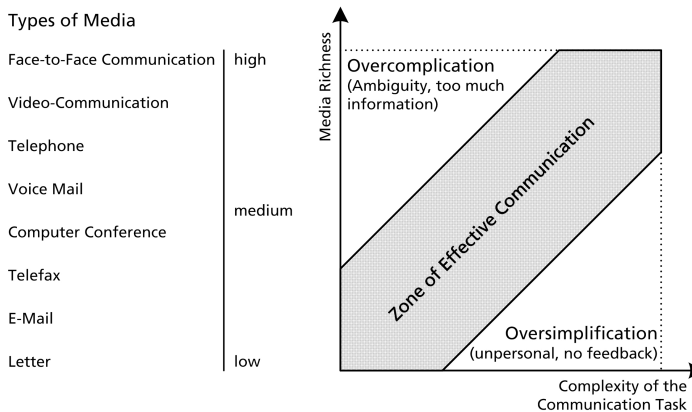 Types of Media
Face-to-Face Communication
high
Video-Communication
Telephone
Voice Mail
medium
Computer Conference
Telefax
E-Mail
Letter
low
Media Richness
Overcomplication
(Ambiguity, too much
information)
Zone of Effective Communication
Oversimplification
(unpersonal, no feedback)
Complexity of the
Communication Task